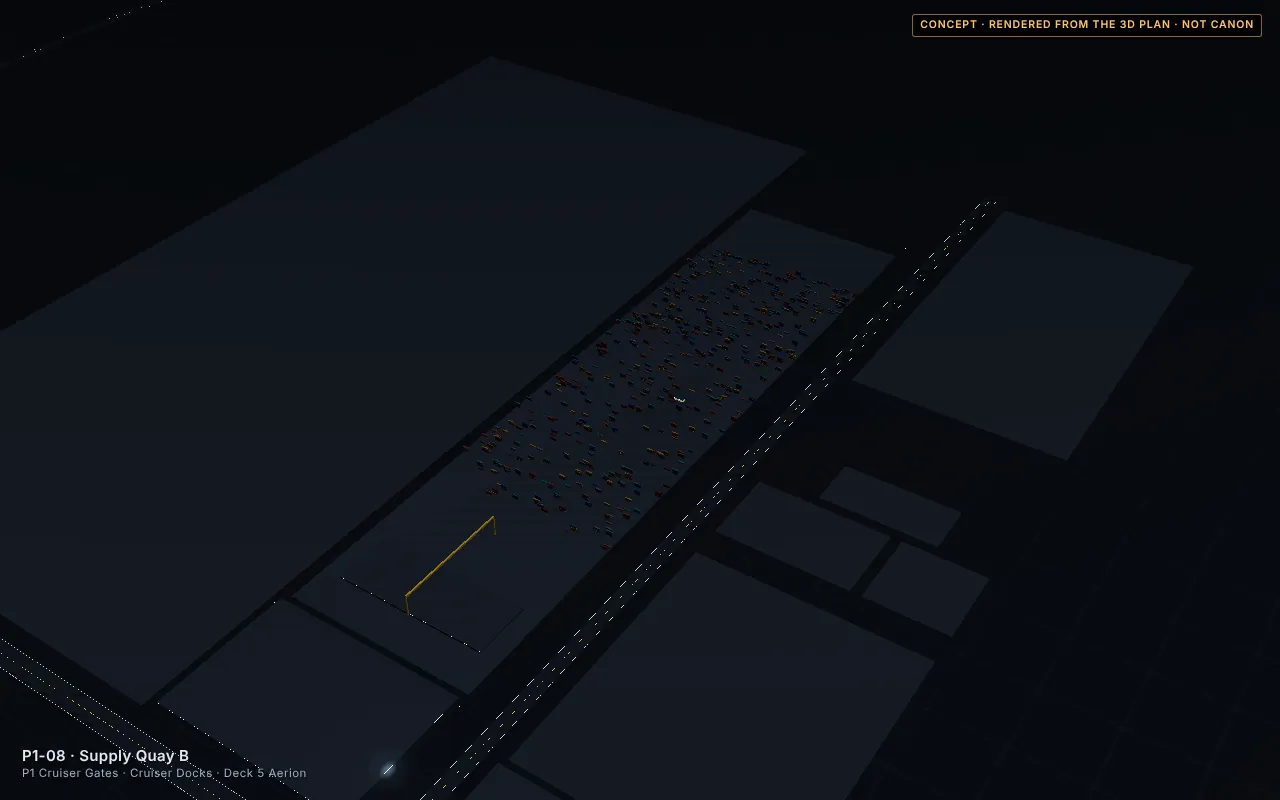 CONCEPT · RENDERED FROM THE 3D PLAN · NOT CANON
P1-08 · Supply Quay B
P1 Cruiser Gates · Cruiser Docks · Deck 5 Aerion